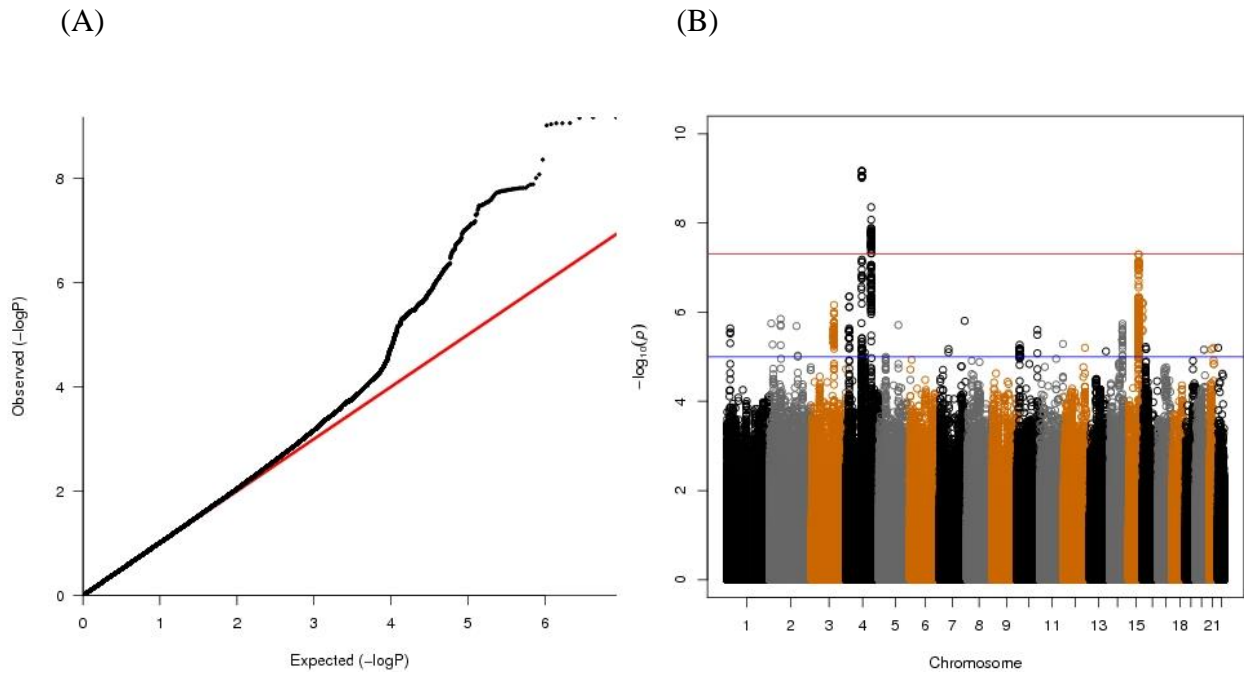 (A)
(B)
Observed (−logP)
8
6
4
2
0
0 1 2 3 4 5 6
Expected (−logP)
−log₁₀(p)
10
8
6
4
2
0
1 2 3 4 5 6 7 8 9 11 13 15 18 21
Chromosome